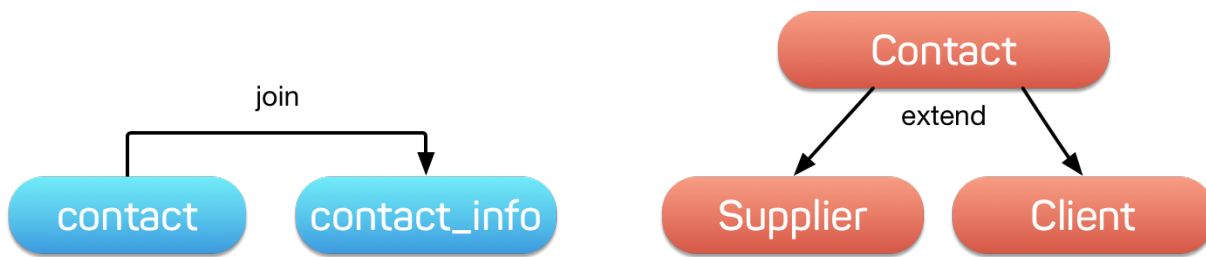 join
contact
contact_info
Contact
extend
Supplier
Client